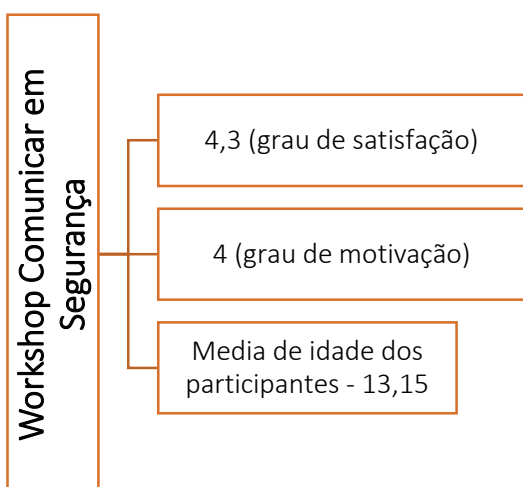 Workshop Comunicar em
Segurança
4,3 (grau de satisfação)
4 (grau de motivação)
Media de idade dos
participantes - 13,15